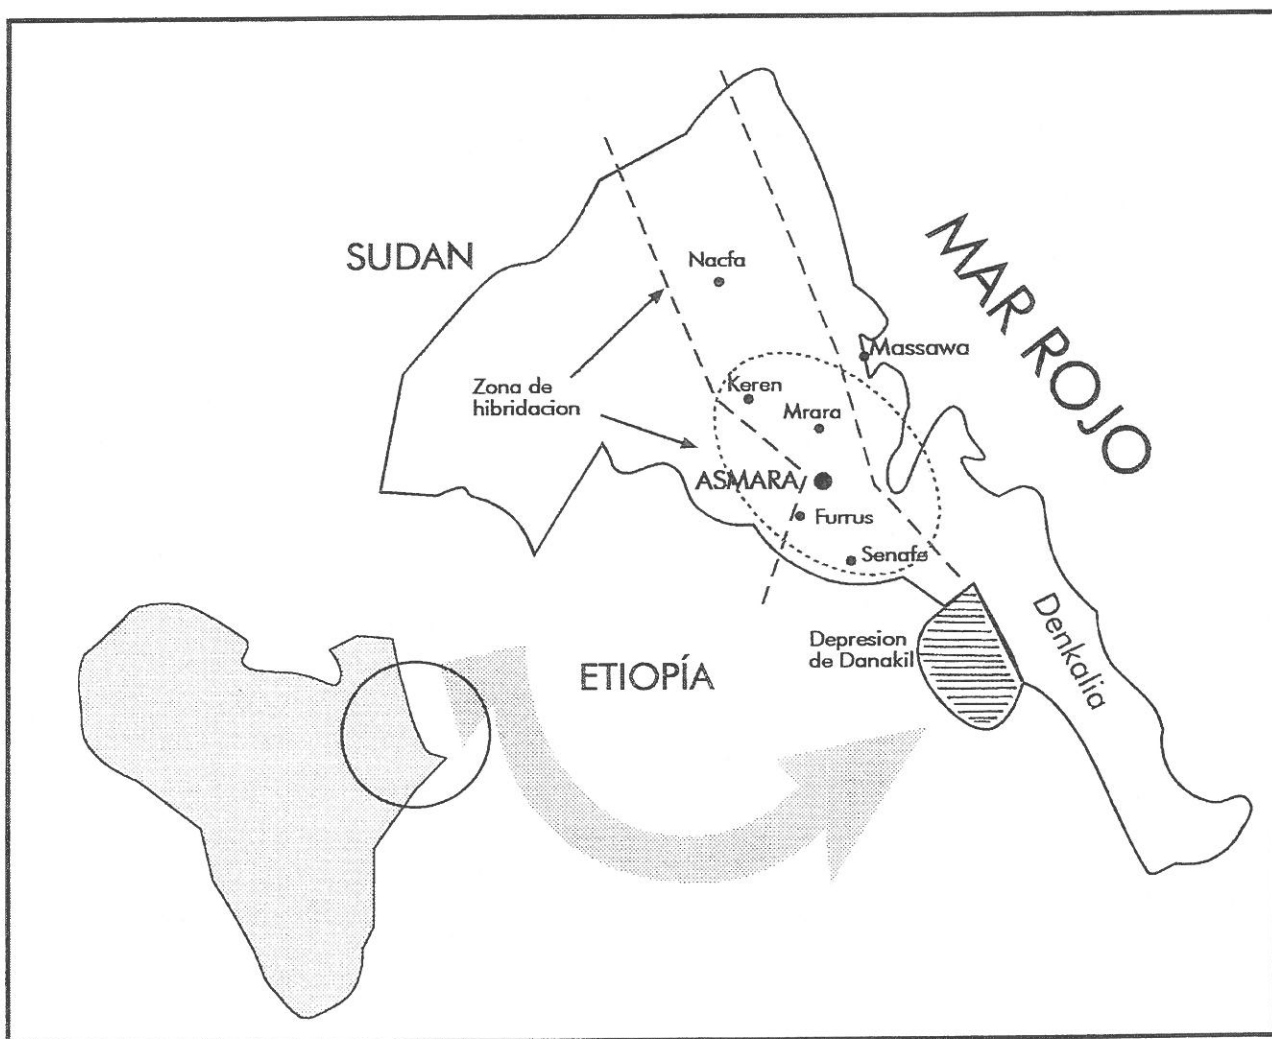 SUDAN
MAR ROJO
Nacfa
Massawa
Zona de
hibridacion
Keren
Mrara
ASMARA
Furrus
Senafe
Depresion
de Danakil
Denkalia
ETIOPÍA